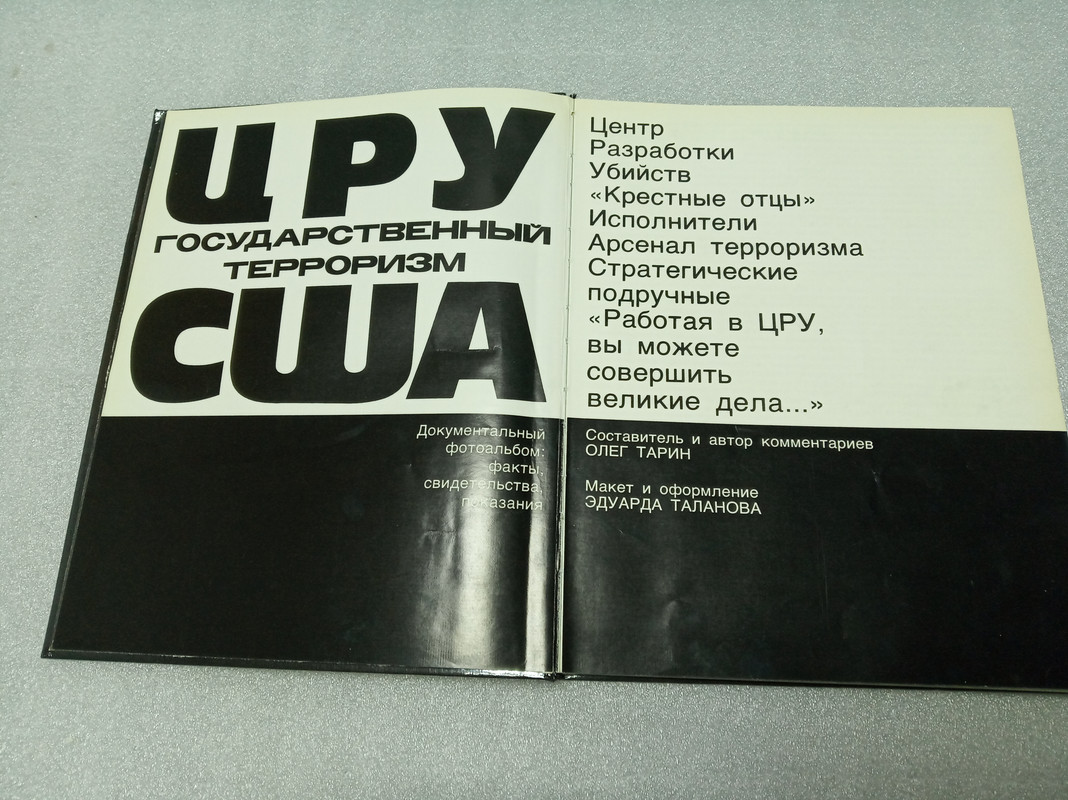 ЦРУ
ГОСУДАРСТВЕННЫЙ
ТЕРРОРИЗМ
США
Документальный
фотоальбом:
факты,
свидетельства,
показания
Центр
Разработки
Убийств
«Крестные отцы»
Исполнители
Арсенал терроризма
Стратегические
подручные
«Работая в ЦРУ,
вы можете
совершить
великие дела...»
Составитель и автор комментариев
ОЛЕГ ТАРИН
Макет и оформление
ЭДУАРДА ТАЛАНОВА